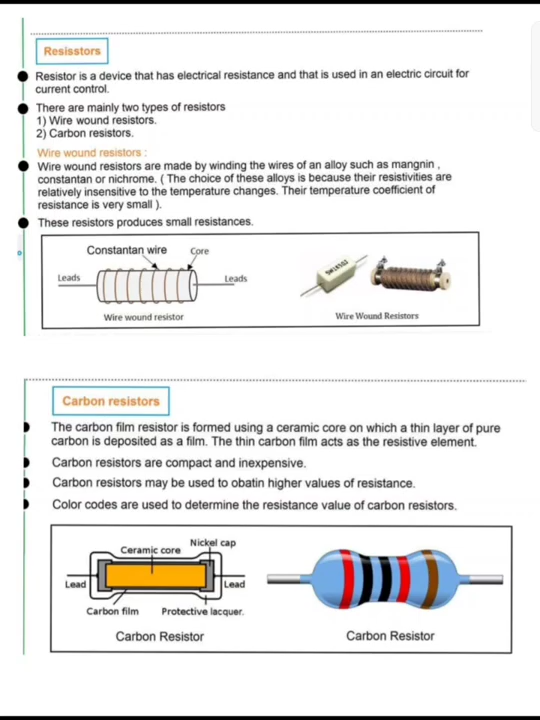 Resisstors
Resistor is a device that has electrical resistance and that is used in an electric circuit for
current control.
There are mainly two types of resistors
1) Wire wound resistors.
2) Carbon resistors.
Wire wound resistors :
Wire wound resistors are made by winding the wires of an alloy such as mangnin ,
constantan or nichrome. ( The choice of these alloys is because their resistivities are
relatively insensitive to the temperature changes. Their temperature coefficient of
resistance is very small ).
These resistors produces small resistances.
Constantan wire
Core
Leads
Leads
Wire wound resistor
Wire Wound Resistors
Carbon resistors
The carbon film resistor is formed using a ceramic core on which a thin layer of pure
carbon is deposited as a film. The thin carbon film acts as the resistive element.
Carbon resistors are compact and inexpensive.
Carbon resistors may be used to obatin higher values of resistance.
Color codes are used to determine the resistance value of carbon resistors.
Nickel cap
Ceramic core
Lead
Lead
Carbon film
Protective lacquer.
Carbon Resistor
Carbon Resistor